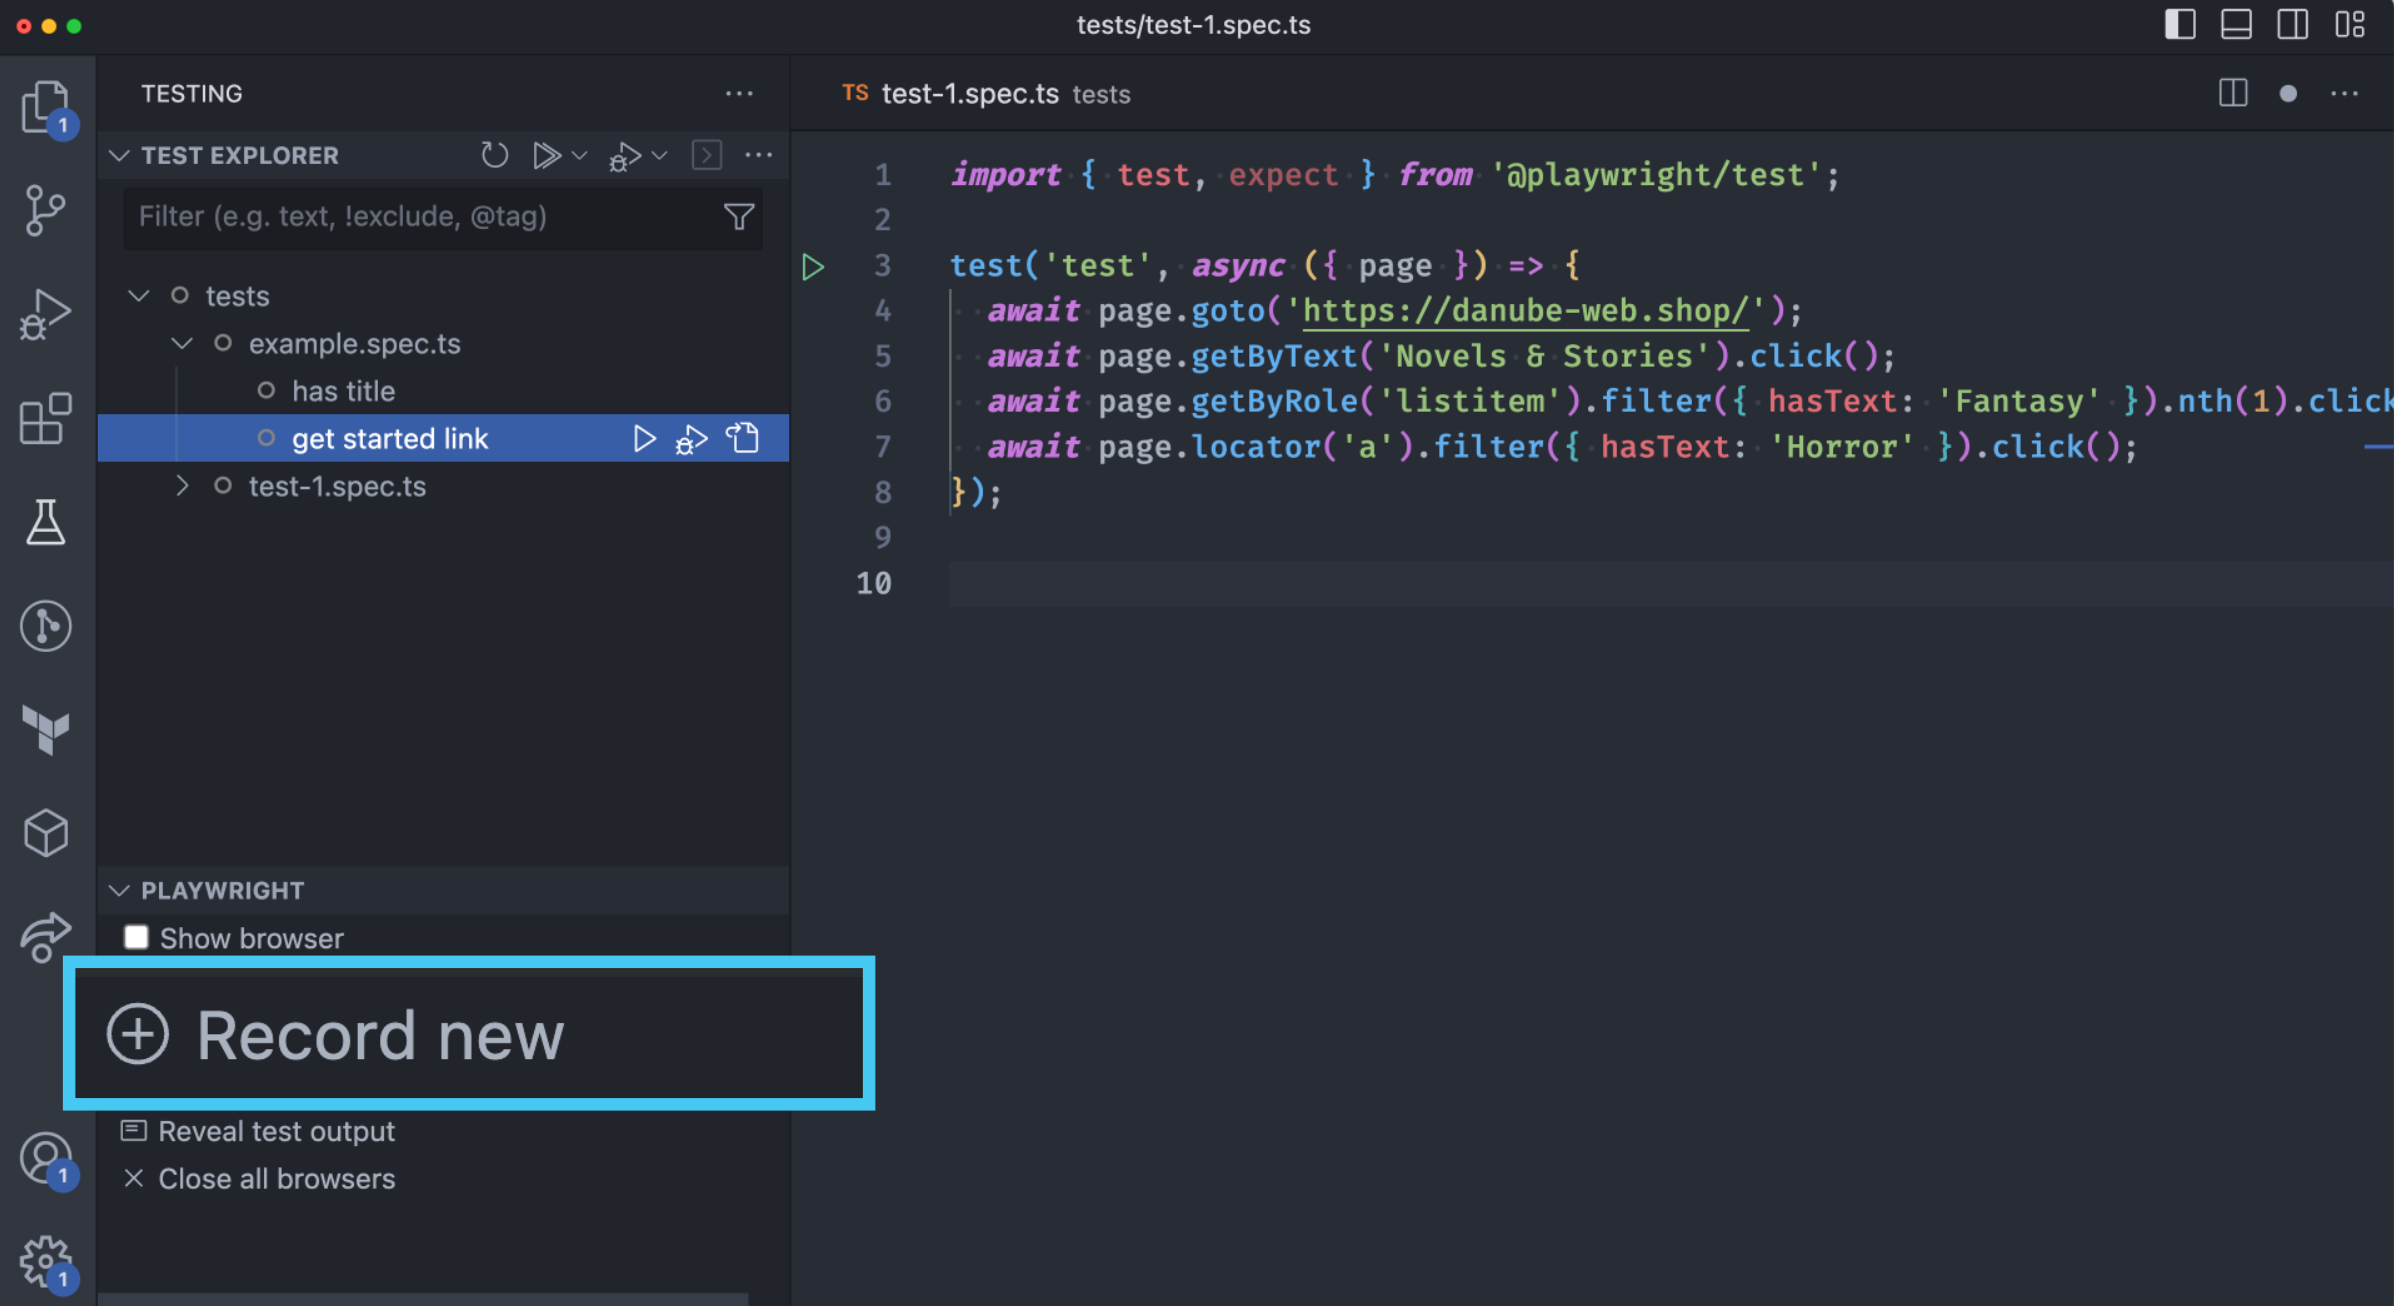 tests/test-1.spec.ts
TESTING
TS test-1.spec.ts tests
TEST EXPLORER
Filter (e.g. text, !exclude, @tag)
tests
example.spec.ts
has title
get started link
test-1.spec.ts
1 import { test, expect } from '@playwright/test';
2
3 test('test', async ({ page }) => {
4 await page.goto('https://danube-web.shop/');
5 await page.getByText('Novels & Stories').click();
6 await page.getByRole('listitem').filter({ hasText: 'Fantasy' }).nth(1).click
7 await page.locator('a').filter({ hasText: 'Horror' }).click();
8 });
9
10
PLAYWRIGHT
Show browser
Record new
Reveal test output
Close all browsers
1
1
1